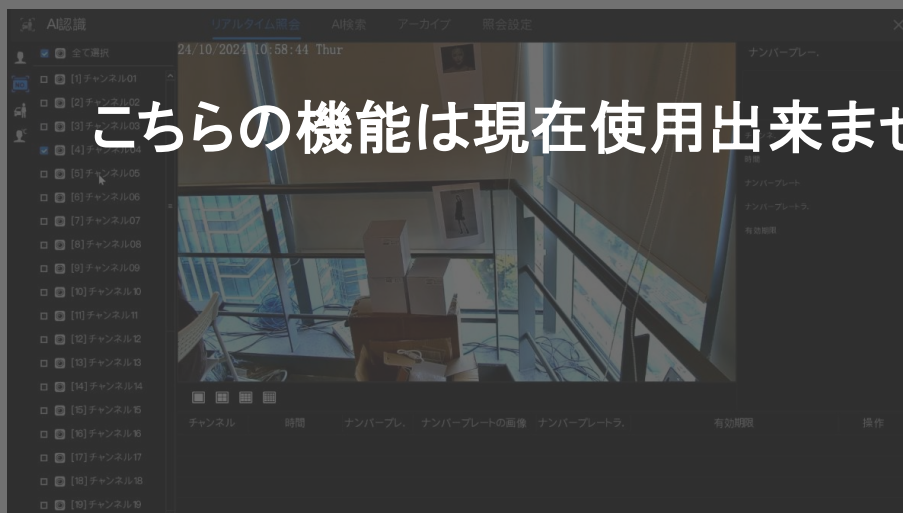 AI認識
リアルタイム照会
AI検索
アーカイブ
照会設定
全て選択
24/10/2024 10:58:44 Thur
ナンバープレー.
[1]チャンネル01
[2]チャンネル02
こちらの機能は現在使用出来ませ
[3]チャンネル03
[4]チャンネル04
時間
[5]チャンネル05
ナンバープレート
[6]チャンネル06
ナンバープレートラ.
[7]チャンネル07
有効期限
[8]チャンネル08
[9]チャンネル09
[10]チャンネル10
[11]チャンネル11
[12]チャンネル12
[13]チャンネル13
[14]チャンネル14
[15]チャンネル15
[16]チャンネル16
[17]チャンネル17
[18]チャンネル18
[19]チャンネル19
チャンネル 時間 ナンバープレ. ナンバープレートの画像 ナンバープレートラ. 有効期限 操作